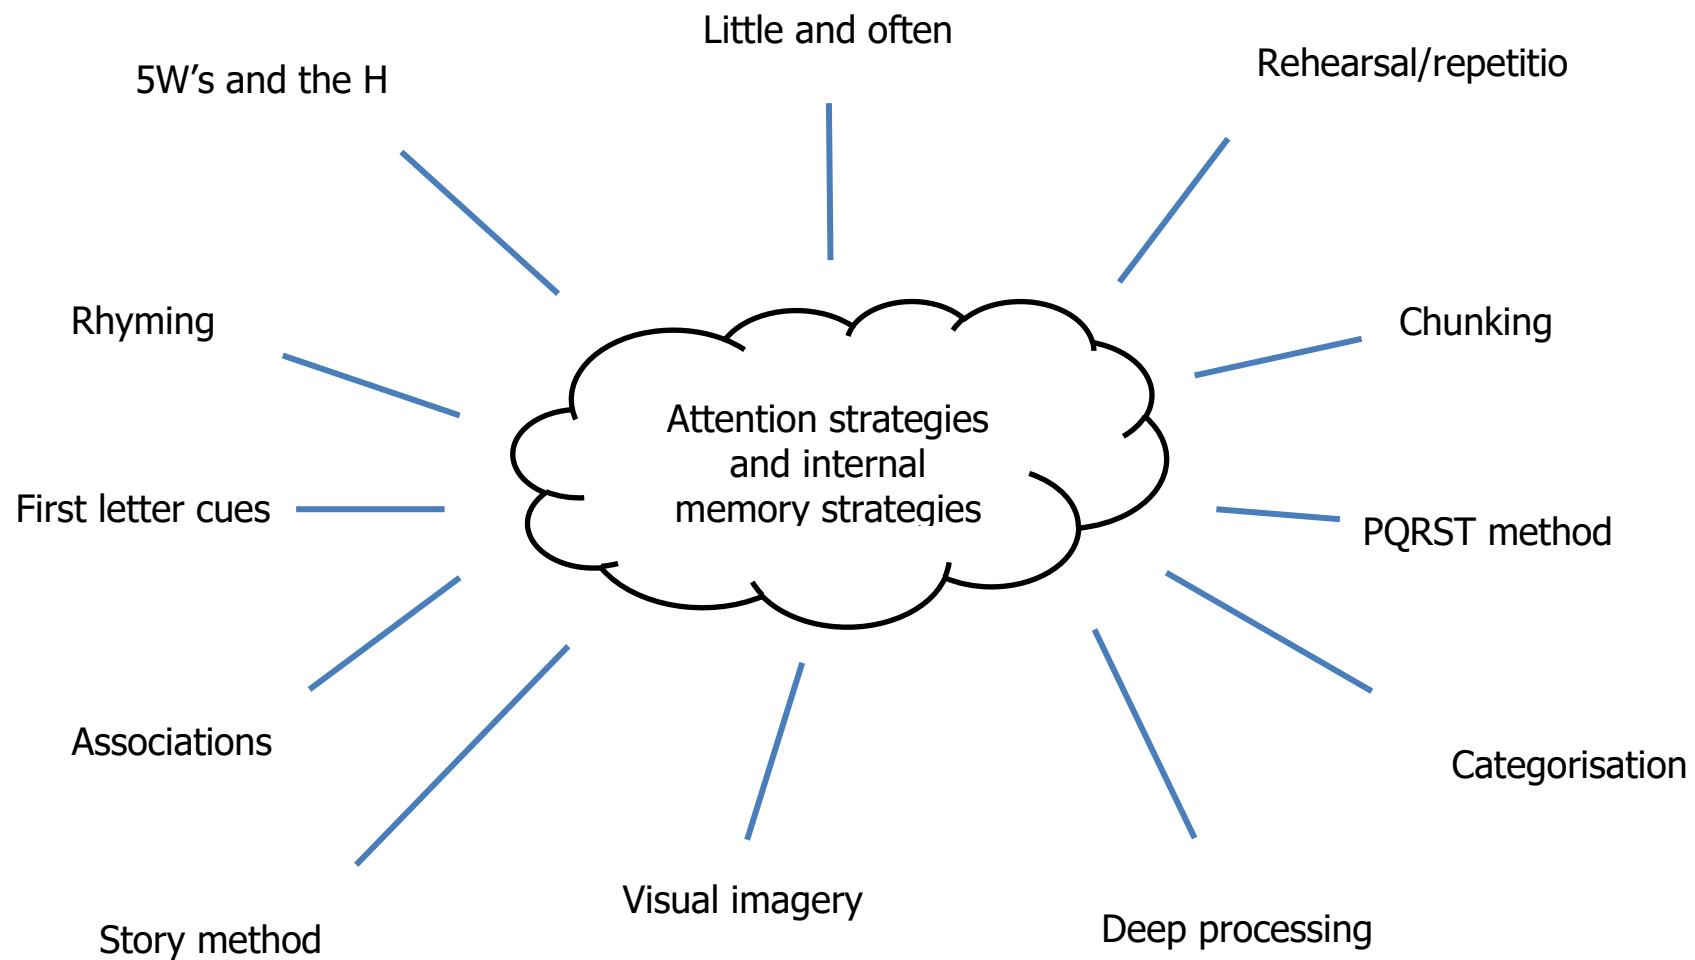 Little and often
5W’s and the H
Rehearsal/repetitio
Rhyming
Chunking
Attention strategies
and internal
memory strategies
First letter cues
PQRST method
Associations
Categorisation
Visual imagery
Deep processing
Story method